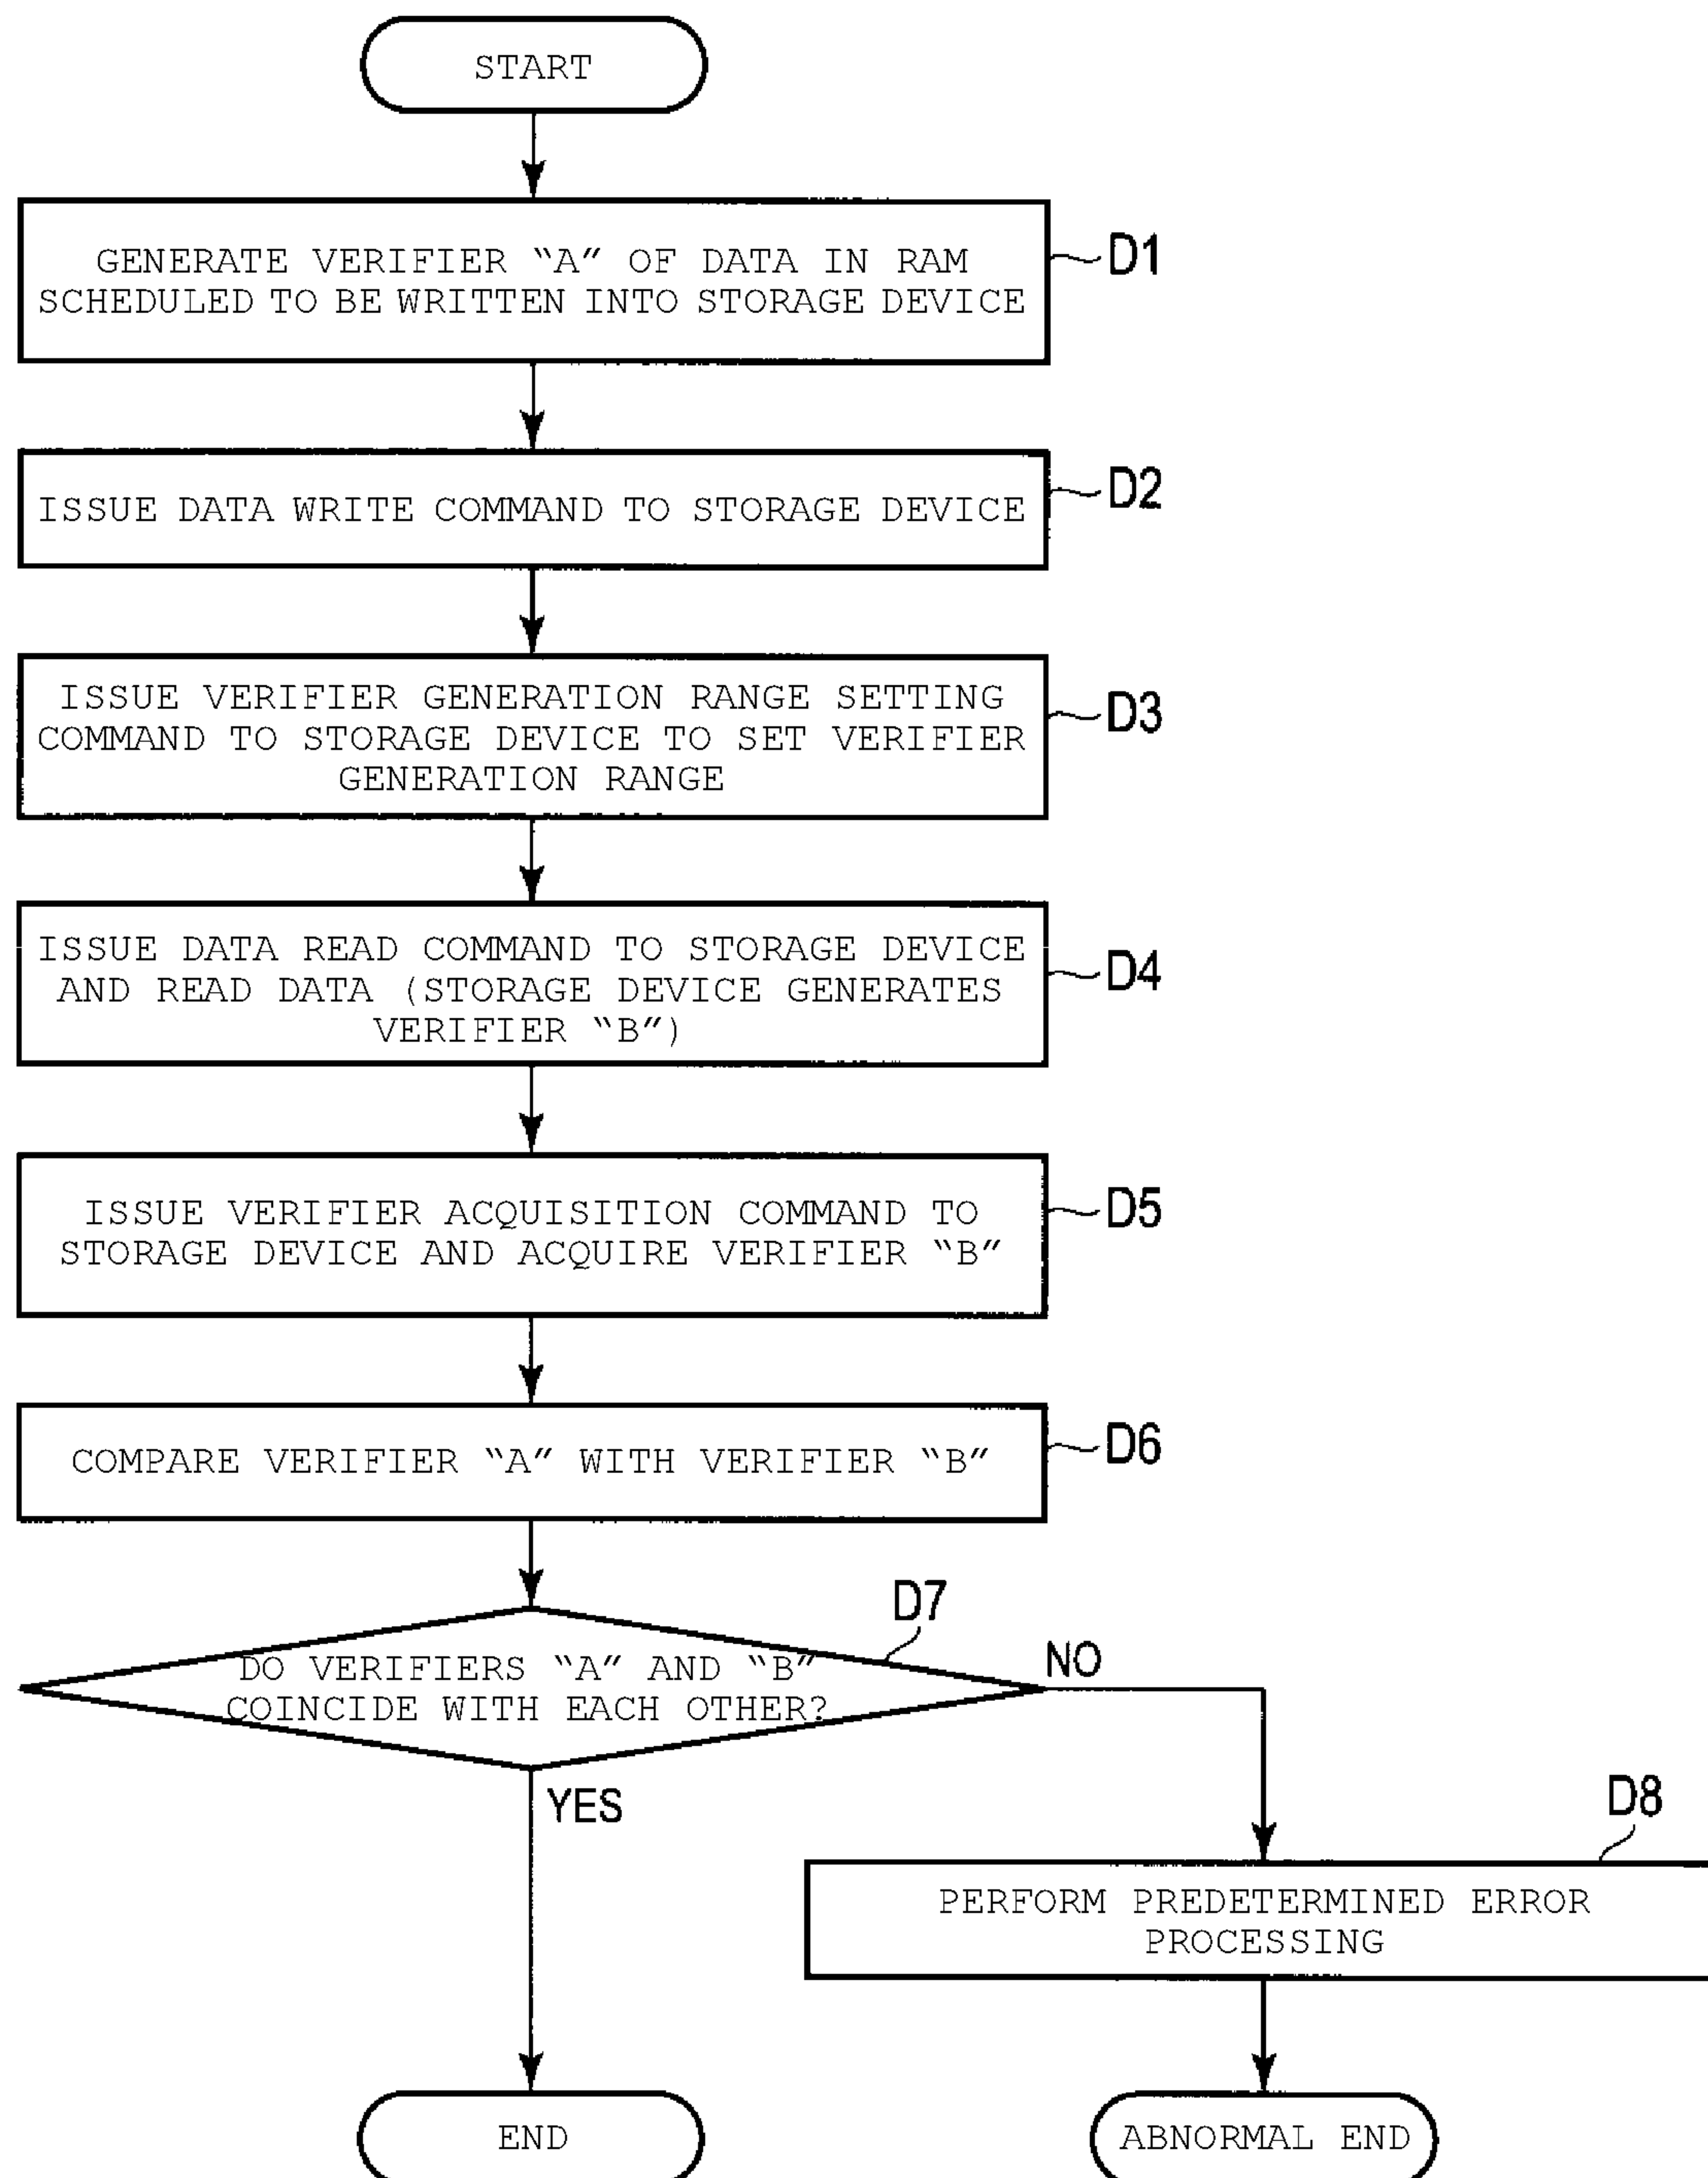 START
GENERATE VERIFIER “A” OF DATA IN RAM
SCHEDULED TO BE WRITTEN INTO STORAGE DEVICE
D1
ISSUE DATA WRITE COMMAND TO STORAGE DEVICE
D2
ISSUE VERIFIER GENERATION RANGE SETTING
COMMAND TO STORAGE DEVICE TO SET VERIFIER
GENERATION RANGE
D3
ISSUE DATA READ COMMAND TO STORAGE DEVICE
AND READ DATA (STORAGE DEVICE GENERATES
VERIFIER “B”)
D4
ISSUE VERIFIER ACQUISITION COMMAND TO
STORAGE DEVICE AND ACQUIRE VERIFIER “B”
D5
COMPARE VERIFIER “A” WITH VERIFIER “B”
D6
D7
DO VERIFIERS “A” AND “B”
COINCIDE WITH EACH OTHER?
NO
YES
D8
PERFORM PREDETERMINED ERROR
PROCESSING
END
ABNORMAL END